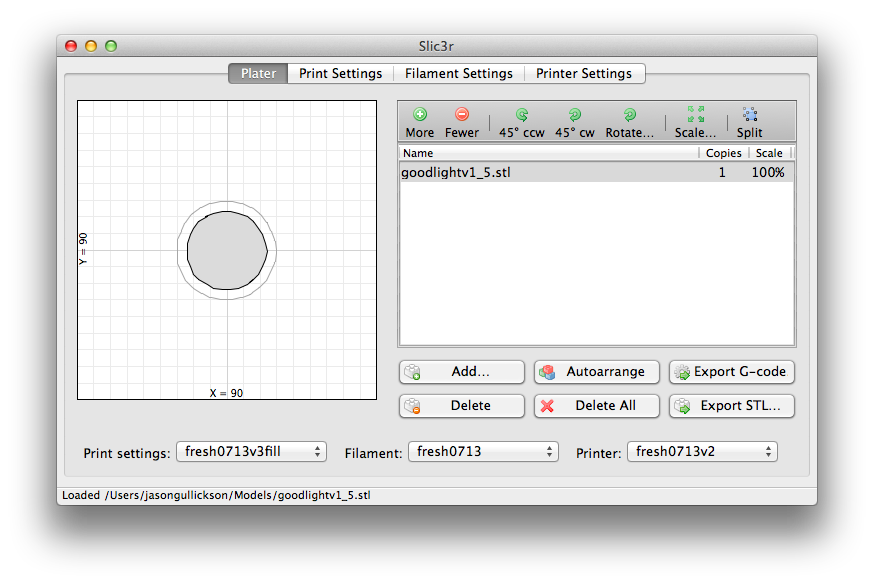 Slic3r
Plater Print Settings Filament Settings Printer Settings
More Fewer 45° ccw 45° cw Rotate... Scale... Split
Name Copies Scale
goodlightv1_5.stl 1 100%
Y = 90
X = 90
Add... Autoarrange Export G-code
Delete Delete All Export STL...
Print settings: fresh0713v3fill Filament: fresh0713 Printer: fresh0713v2
Loaded /Users/jasongullickson/Models/goodlightv1_5.stl